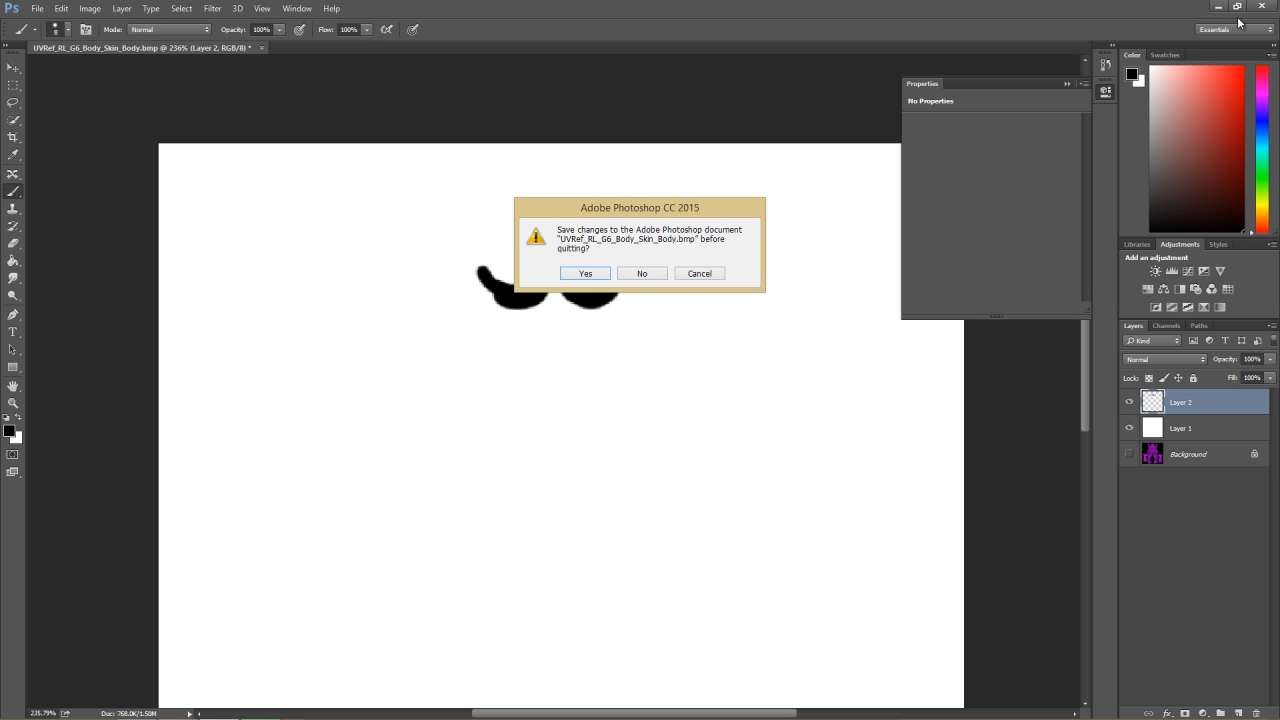 Ps File Edit Image Layer Type Select Filter 3D View Window Help
8 Mode: Normal Opacity: 100% Flow: 100% Essentials
UVRef_RL_G6_Body_Skin_Body.bmp @ 236% (Layer 2, RGB/8) *
Color Swatches
Properties
No Properties
Adobe Photoshop CC 2015
Save changes to the Adobe Photoshop document
"UVRef_RL_G6_Body_Skin_Body.bmp" before
quitting?
Yes No Cancel
Libraries Adjustments Styles
Add an adjustment
Layers Channels Paths
Kind
Normal Opacity: 100%
Lock: Fill: 100%
Layer 2
Layer 1
Background
235.79% Doc: 768.0K/1.50M